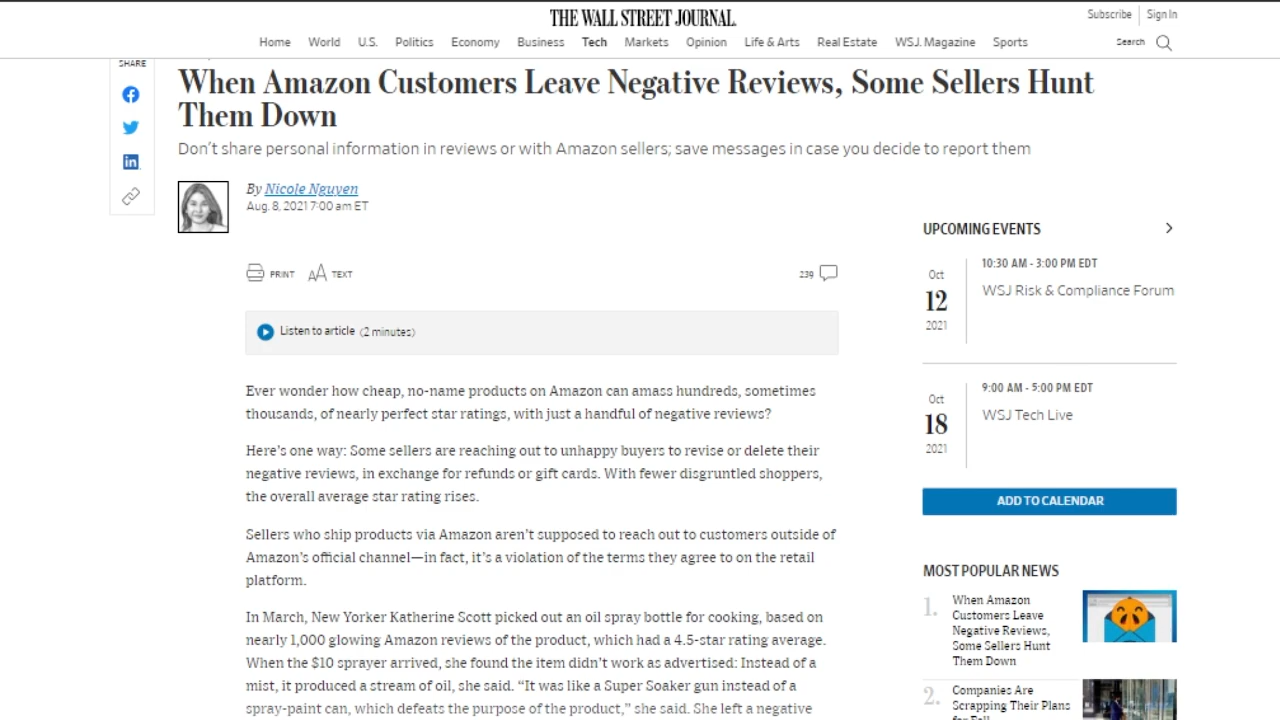 THE WALL STREET JOURNAL.
Subscribe
Sign In
Home World U.S. Politics Economy Business Tech Markets Opinion Life & Arts Real Estate WSJ. Magazine Sports
Search
SHARE
When Amazon Customers Leave Negative Reviews, Some Sellers Hunt
Them Down
Don't share personal information in reviews or with Amazon sellers; save messages in case you decide to report them
By Nicole Nguyen
Aug. 8, 2021 7:00 am ET
PRINT
TEXT
239
Listen to article (2 minutes)
Ever wonder how cheap, no-name products on Amazon can amass hundreds, sometimes
thousands, of nearly perfect star ratings, with just a handful of negative reviews?
Here's one way: Some sellers are reaching out to unhappy buyers to revise or delete their
negative reviews, in exchange for refunds or gift cards. With fewer disgruntled shoppers,
the overall average star rating rises.
Sellers who ship products via Amazon aren't supposed to reach out to customers outside of
Amazon's official channel—in fact, it's a violation of the terms they agree to on the retail
platform.
In March, New Yorker Katherine Scott picked out an oil spray bottle for cooking, based on
nearly 1,000 glowing Amazon reviews of the product, which had a 4.5-star rating average.
When the $10 sprayer arrived, she found the item didn't work as advertised: Instead of a
mist, it produced a stream of oil, she said. “It was like a Super Soaker gun instead of a
spray-paint can, which defeats the purpose of the product,” she said. She left a negative
UPCOMING EVENTS
Oct
12
2021
10:30 AM - 3:00 PM EDT
WSJ Risk & Compliance Forum
Oct
18
2021
9:00 AM - 5:00 PM EDT
WSJ Tech Live
ADD TO CALENDAR
MOST POPULAR NEWS
1.
When Amazon
Customers Leave
Negative Reviews,
Some Sellers Hunt
Them Down
2.
Companies Are
Scrapping Their Plans
for Fall